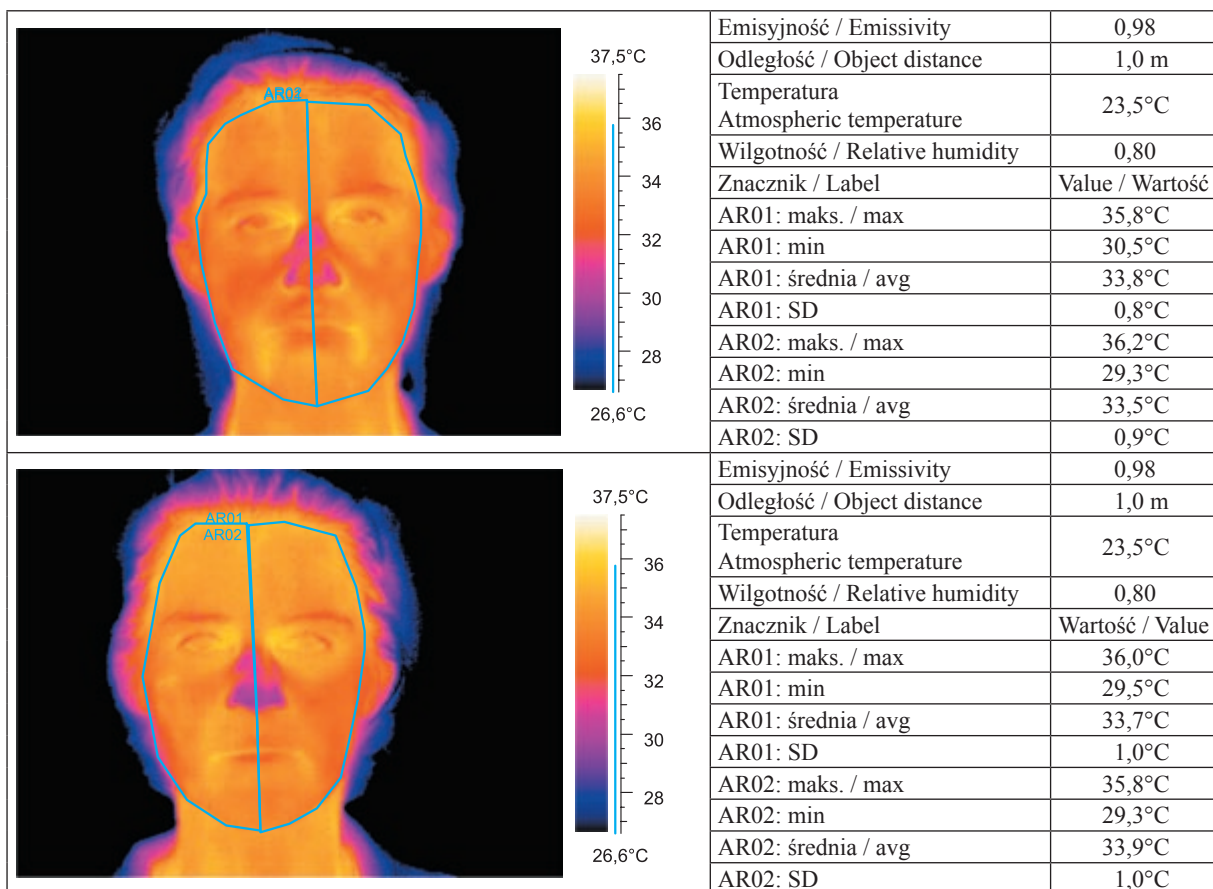 AR01
37,5°C
36
34
32
30
28
26,6°C
Emisyjność / Emissivity 0,98
Odległość / Object distance 1,0 m
Temperatura
Atmospheric temperature 23,5°C
Wilgotność / Relative humidity 0,80
Znacznik / Label Value / Wartość
AR01: maks. / max 35,8°C
AR01: min 30,5°C
AR01: średnia / avg 33,8°C
AR01: SD 0,8°C
AR02: maks. / max 36,2°C
AR02: min 29,3°C
AR02: średnia / avg 33,5°C
AR02: SD 0,9°C
AR01
AR02
37,5°C
36
34
32
30
28
26,6°C
Emisyjność / Emissivity 0,98
Odległość / Object distance 1,0 m
Temperatura
Atmospheric temperature 23,5°C
Wilgotność / Relative humidity 0,80
Znacznik / Label Wartość / Value
AR01: maks. / max 36,0°C
AR01: min 29,5°C
AR01: średnia / avg 33,7°C
AR01: SD 1,0°C
AR02: maks. / max 35,8°C
AR02: min 29,3°C
AR02: średnia / avg 33,9°C
AR02: SD 1,0°C